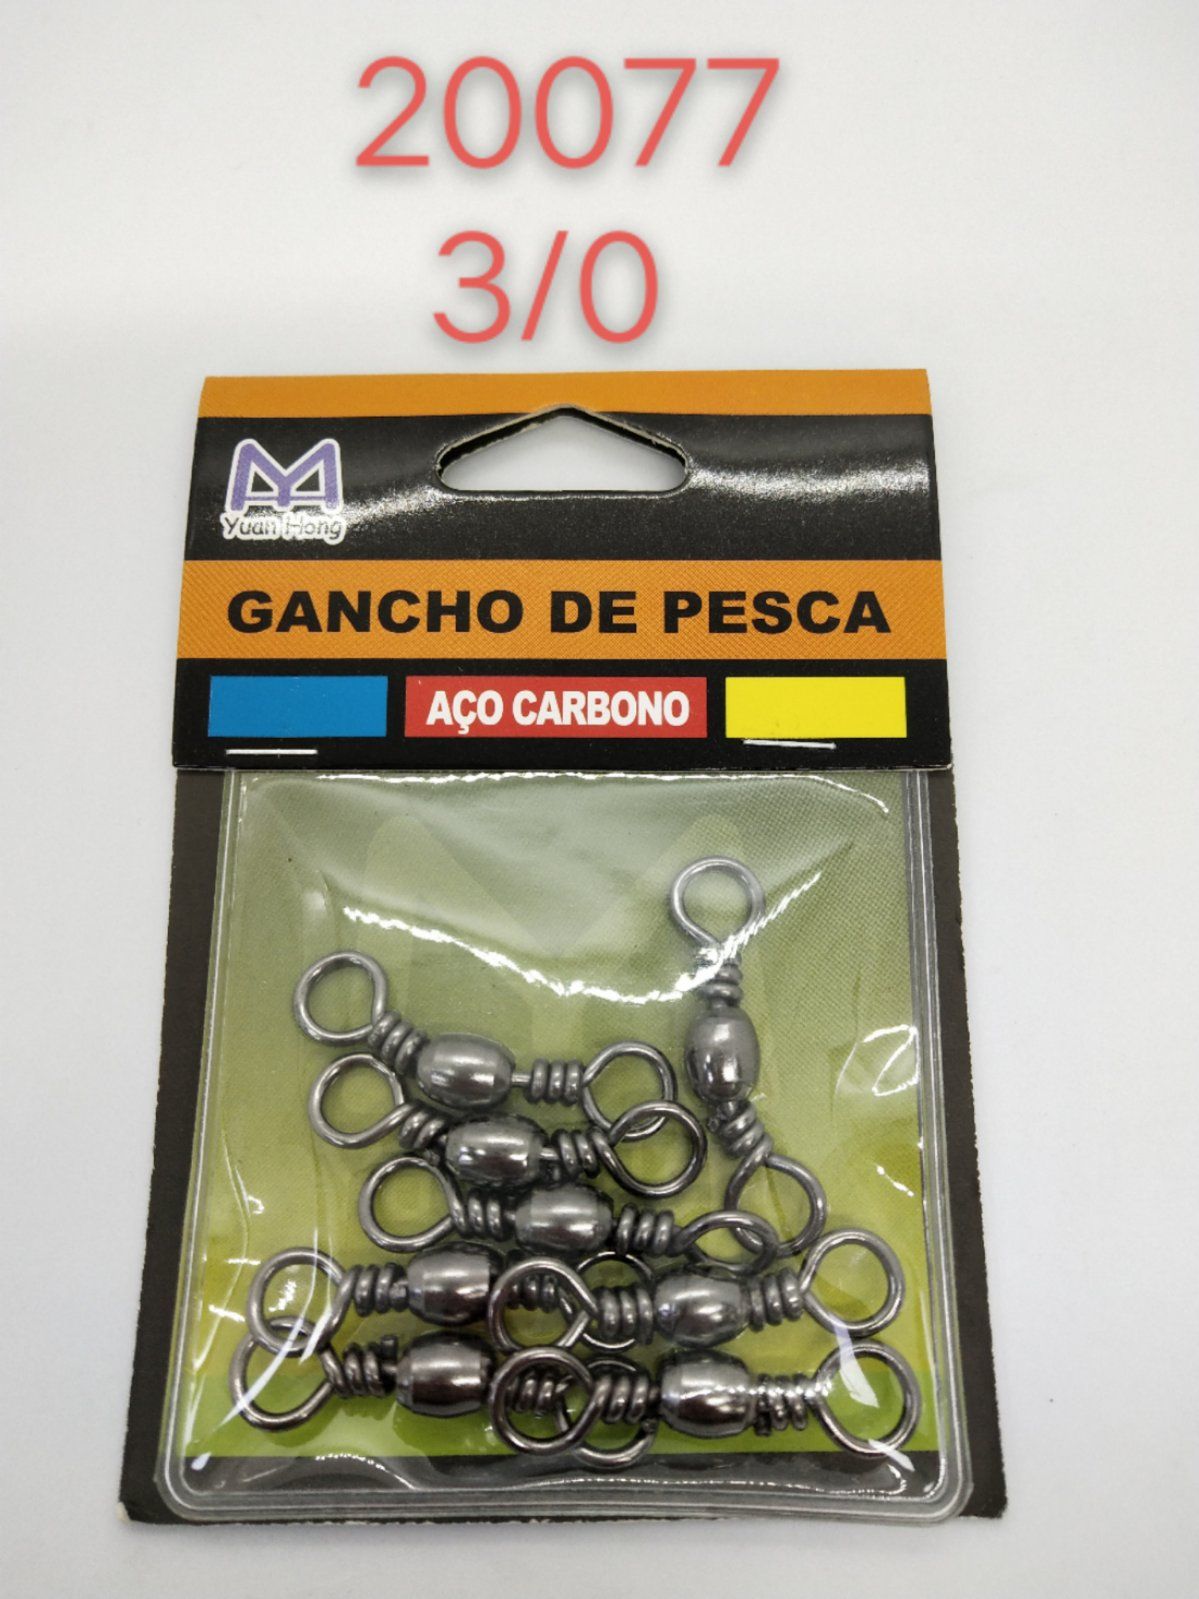 20077
3/0
Yuan Hong
GANCHO DE PESCA
AÇO CARBONO